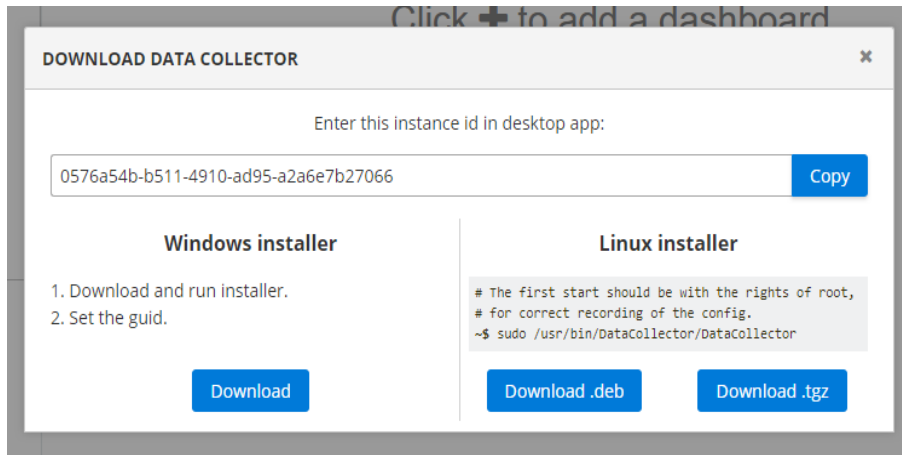 Click + to add a dashboard
DOWNLOAD DATA COLLECTOR
Enter this instance id in desktop app:
0576a54b-b511-4910-ad95-a2a6e7b27066
Copy
Windows installer
1. Download and run installer.
2. Set the guid.
Download
Linux installer
# The first start should be with the rights of root,
# for correct recording of the config.
~$ sudo /usr/bin/DataCollector/DataCollector
Download .deb
Download .tgz